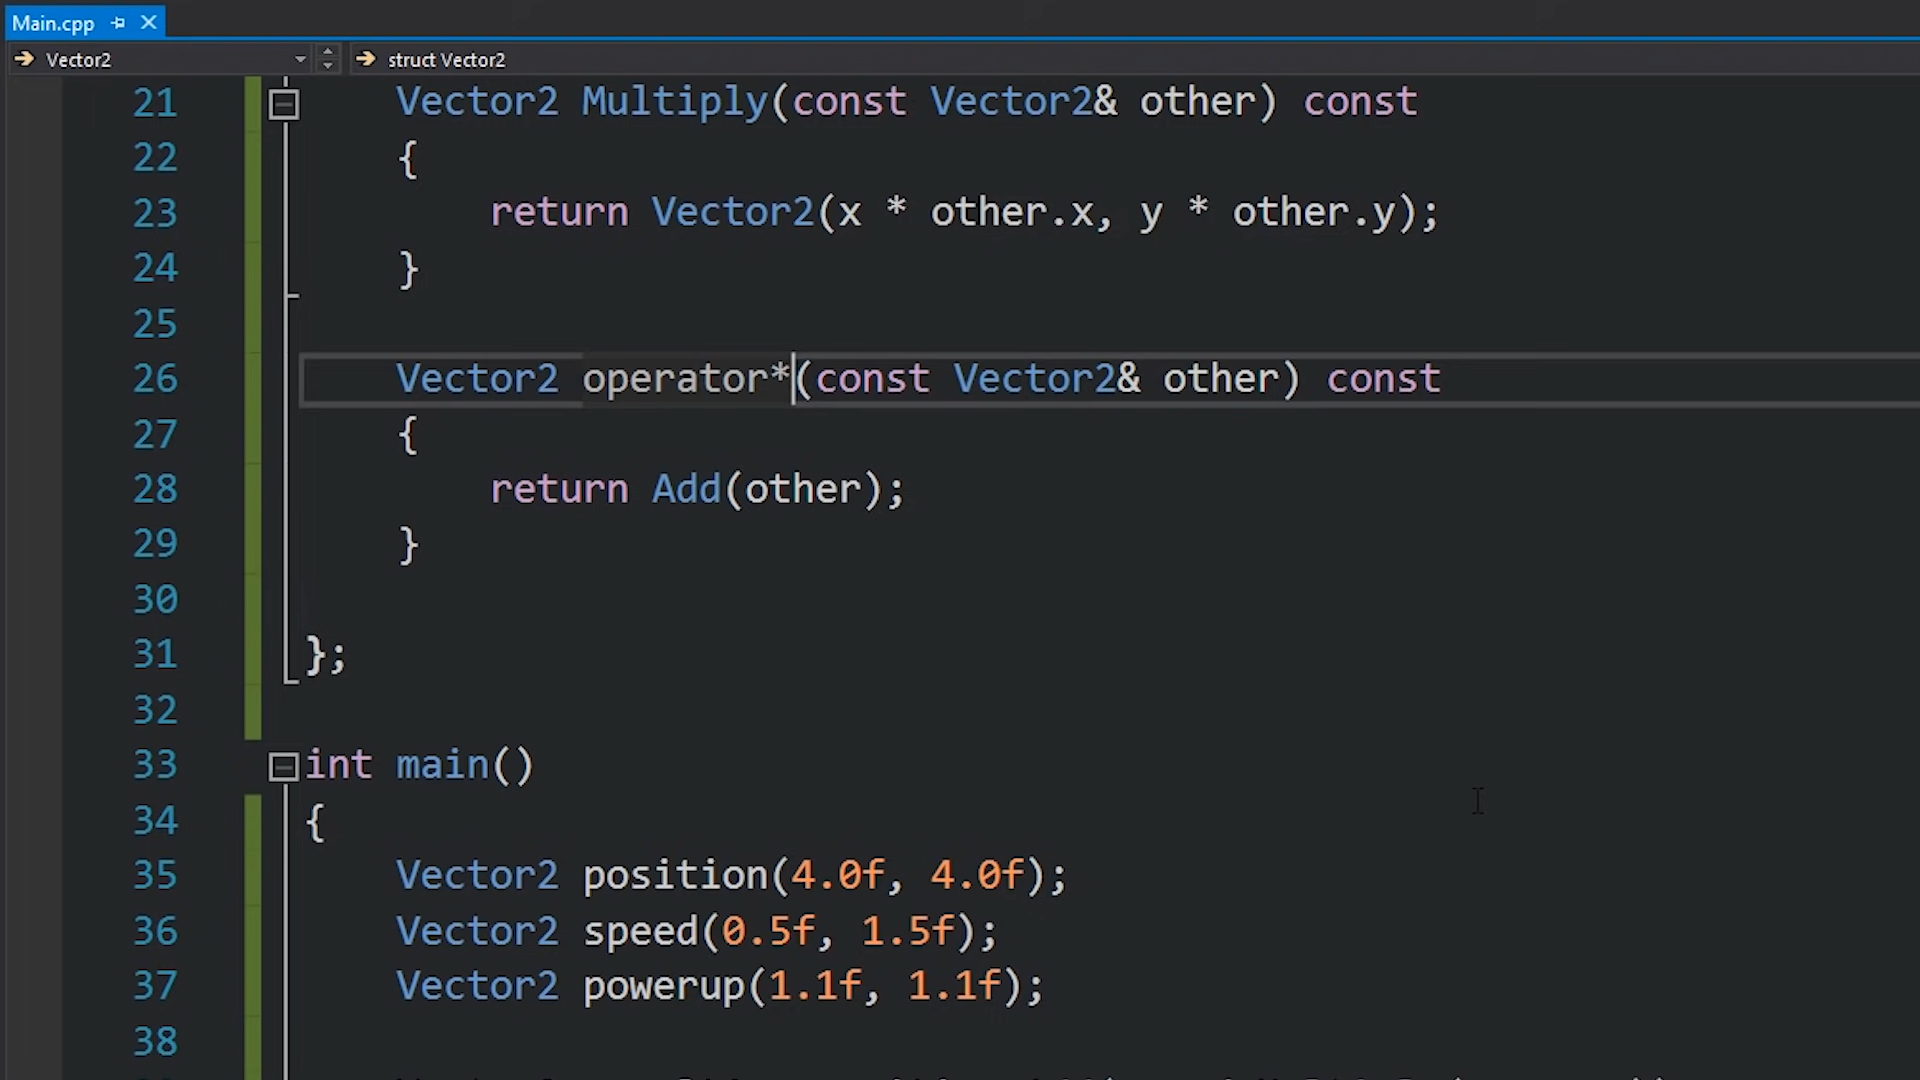 Main.cpp
Vector2 struct Vector2
21 Vector2 Multiply(const Vector2& other) const
22 {
23 return Vector2(x * other.x, y * other.y);
24 }
25
26 Vector2 operator*(const Vector2& other) const
27 {
28 return Add(other);
29 }
30
31 };
32
33 int main()
34 {
35 Vector2 position(4.0f, 4.0f);
36 Vector2 speed(0.5f, 1.5f);
37 Vector2 powerup(1.1f, 1.1f);
38